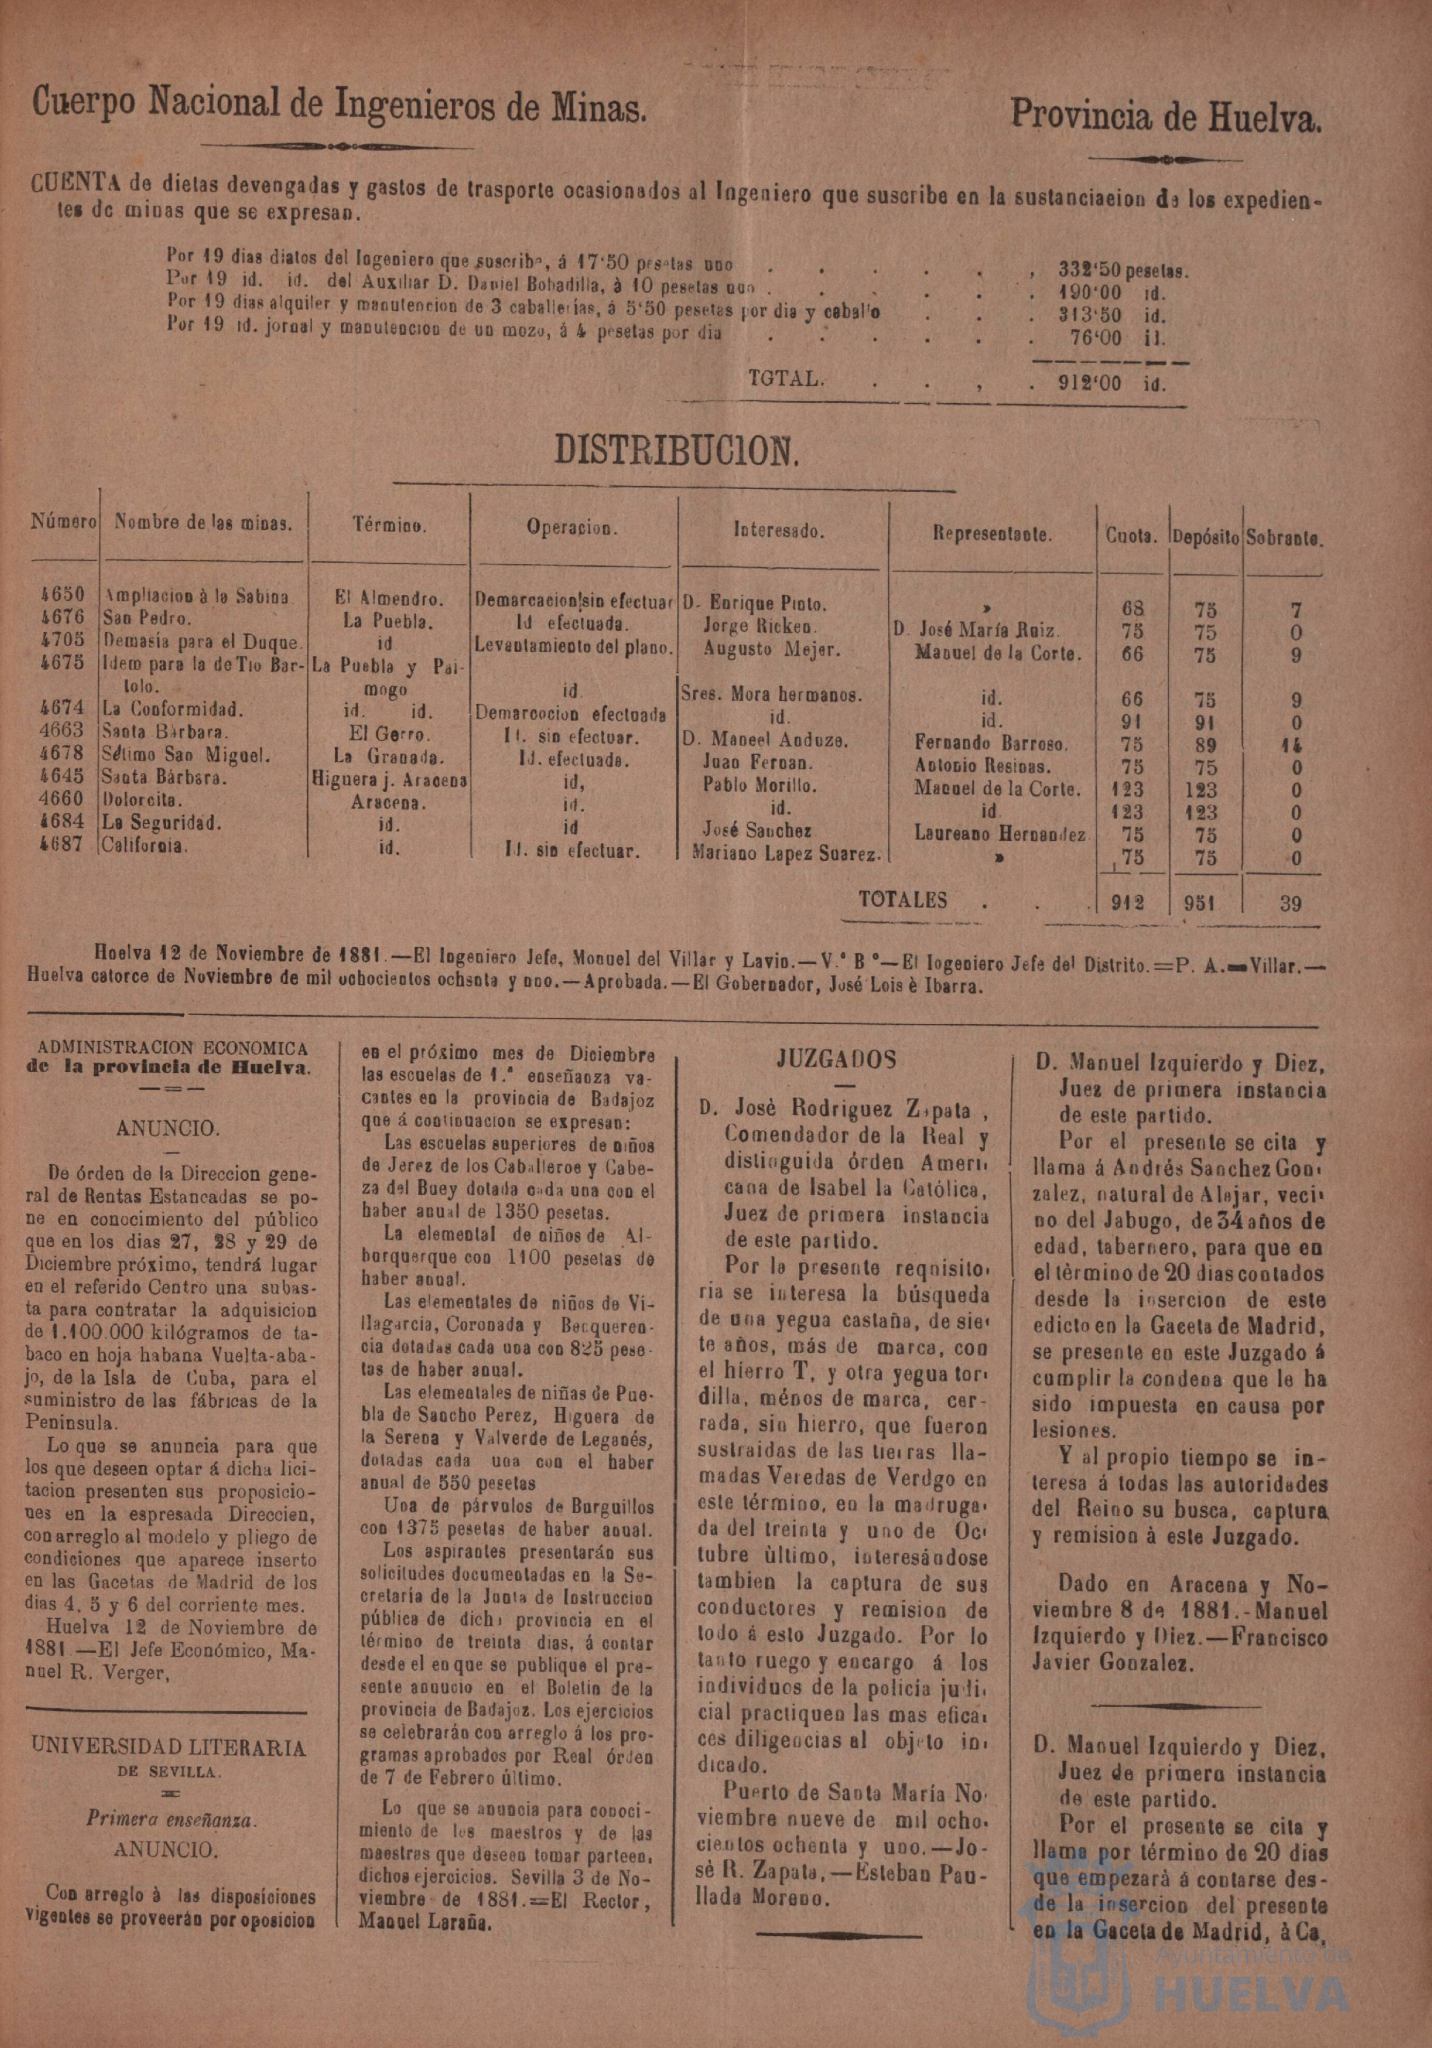 Cuerpo Nacional de Ingenieros de Minas.
Provincia de Huelva.
CUENTA de dietas devengadas y gastos de trasporte ocasionados al Ingeniero que suscribe en la sustanciacion de los expedien-
tes de minas que se expresan.
Por 19 dias diatos del Ingeniero que suscribe, á 17'50 pesetas uno . . . . . , 332'50 pesetas.
Por 19 id. id. del Auxiliar D. Daniel Bobadilla, à 10 pesetas uno . . . . . . 190'00 id.
Por 19 dias alquiler y manutencion de 3 caballerías, á 5'50 pesetas por dia y caballo . . . 313'50 id.
Por 19 id. jornal y manutencion de un mozo, á 4 pesetas por dia . . . . . . 76'00 id.
TOTAL. . . , . 912'00 id.
DISTRIBUCION.
Número Nombre de las minas. Término. Operacion. Interesado. Representante. Cuota. Depósito Sobrante.
4650 Ampliacion à la Sabina. El Almendro. Demarcacion sin efectuar D. Enrique Pinto. » 68 75 7
4676 San Pedro. La Puebla. Id efectuada. Jorge Ricken. D. José María Ruiz. 75 75 0
4705 Demasía para el Duque. id Levantamiento del plano. Augusto Mejer. Manuel de la Corte. 66 75 9
4675 Idem para la de Tio Bar- La Puebla y Pai-
tolo. mogo id. Sres. Mora hermanos. id. 66 75 9
4674 La Conformidad. id. id. Demarcocion efectuada id. id. 91 91 0
4663 Santa Bárbara. El Cerro. Id. sin efectuar. D. Maneel Anduze. Fernando Barroso. 75 89 14
4678 Sétimo San Miguel. La Granada. Id. efectuada. Juan Fernan. Antonio Resinas. 75 75 0
4645 Santa Bárbara. Higuera j. Aracena id, Pablo Morillo. Manuel de la Corte. 123 123 0
4660 Dolorcita. Aracena. id. id. id. 123 123 0
4684 La Seguridad. id. id José Sanchez Laureano Hernandez 75 75 0
4687 California. id. Id. sin efectuar. Mariano Lapez Suarez. » 75 75 0
TOTALES . . . 912 951 39
Huelva 12 de Noviembre de 1881.—El Ingeniero Jefe, Monuel del Villar y Lavin.—V.° B °—El Iogeniero Jefe del Distrito.=P. A.—Villar.—
Huelva catorce de Noviembre de mil ochocientos ochenta y uno.—Aprobada.—El Gobernador, José Lois è Ibarra.
ADMINISTRACION ECONOMICA
de la provincia de Huelva.
ANUNCIO.
De órden de la Direccion gene-
ral de Rentas Estancadas se po-
ne en conocimiento del público
que en los dias 27, 28 y 29 de
Diciembre próximo, tendrá lugar
en el referido Centro una subas-
ta para contratar la adquisicion
de 1.100.000 kilógramos de ta-
baco en hoja habana Vuelta-aba-
jo, de la Isla de Cuba, para el
suministro de las fábricas de la
Peninsula.
Lo que se anuncia para que
los que deseen optar á dicha lici-
tacion presenten sus proposicio-
nes en la espresada Direccien,
con arreglo al modelo y pliego de
condiciones que aparece inserto
en las Gacetas de Madrid de los
dias 4, 5 y 6 del corriente mes.
Huelva 12 de Noviembre de
1881.—El Jefe Económico, Ma-
nuel R. Verger,
UNIVERSIDAD LITERARIA
DE SEVILLA.
Primera enseñanza.
ANUNCIO.
Con arreglo à las disposiciones
vigentes se proveerán por oposicion
en el próximo mes de Diciembre
las escuelas de 1.ª enseñanza va-
cantes en la provincia de Badajoz
que á continuacion se expresan:
Las escuelas superiores de niños
de Jerez de los Caballeros y Cabe-
za del Buey dotada cada una con el
haber anual de 1350 pesetas.
La elemental de niños de Al-
burquerque con 1100 pesetas de
haber anual.
Las elementales de niños de Vi-
llagarcia, Coronada y Becqueren-
cia dotadas cada una con 825 pese-
tas de haber anual.
Las elementales de niñas de Pue-
bla de Sancho Perez, Higuera de
la Serena y Valverde de Leganés,
dotadas cada una con el haber
anual de 550 pesetas
Una de párvulos de Burguillos
con 1375 pesetas de haber anual.
Los aspirantes presentarán sus
solicitudes documentadas en la Se-
cretaría de la Junta de Instruccion
pública de dicha provincia en el
término de treinta dias, á contar
desde el en que se publique el pre-
sente anuucio en el Boletin de la
provincia de Badajoz. Los ejercicios
se celebrarán con arreglo á los pro-
gramas aprobados por Real órden
de 7 de Febrero último.
Lo que se anuncia para conoci-
miento de los maestros y de las
maestras que deseen tomar parteen,
dichos ejercicios. Sevilla 3 de No-
viembre de 1881.=El Rector,
Manuel Laraña.
JUZGADOS
D. Josè Rodriguez Zapata ,
Comendador de la Real y
distinguida órden Ameri-
cana de Isabel la Católica,
Juez de primera instancia
de este partido.
Por la presente requisito-
ria se interesa la búsqueda
de una yegua castaña, de sie-
te años, más de marca, con
el hierro T, y otra yegua tor-
dilla, ménos de marca, cer-
rada, sin hierro, que fueron
sustraidas de las tierras lla-
madas Veredas de Verdgo en
este término, en la madruga-
da del treinta y uno de Oc-
tubre ùltimo, interesándose
tambien la captura de sus
conductores y remision de
todo á esto Juzgado. Por lo
tanto ruego y encargo á los
individuos de la policía judi-
cial practiquen las mas efica-
ces diligencias al objeto in-
dicado.
Puerto de Santa María No-
viembre nueve de mil ocho-
cientos ochenta y uno.—Jo-
sè R. Zapata,—Esteban Pau-
llada Moreno.
D. Manuel Izquierdo y Diez,
Juez de primera instancia
de este partido.
Por el presente se cita y
llama á Andrés Sanchez Gon-
zalez, natural de Alajar, veci-
no del Jabugo, de 34 años de
edad, tabernero, para que en
el tèrmino de 20 dias contados
desde la insercion de este
edicto en la Gaceta de Madrid,
se presente en este Juzgado á
cumplir la condena que le ha
sido impuesta en causa por
lesiones.
Y al propio tiempo se in-
teresa á todas las autoridades
del Reino su busca, captura
y remision à este Juzgado.
Dado en Aracena y No-
viembre 8 de 1881.-Manuel
Izquierdo y Diez.—Francisco
Javier Gonzalez.
D. Manuel Izquierdo y Diez,
Juez de primera instancia
de este partido.
Por el presente se cita y
llama por término de 20 dias
que empezarà á contarse des-
de la insercion del presente
en la Gaceta de Madrid, à Ca,
Ayuntamiento de
HUELVA